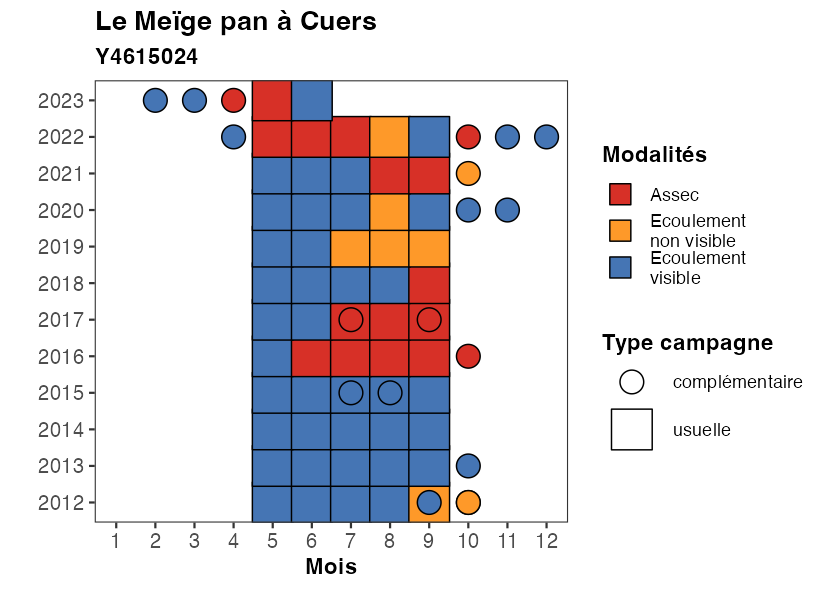 Le Meïge pan à Cuers
Y4615024
2023
2022
2021
2020
2019
2018
2017
2016
2015
2014
2013
2012
1 2 3 4 5 6 7 8 9 10 11 12
Mois
Modalités
Assec
Ecoulement
non visible
Ecoulement
visible
Type campagne
complémentaire
usuelle